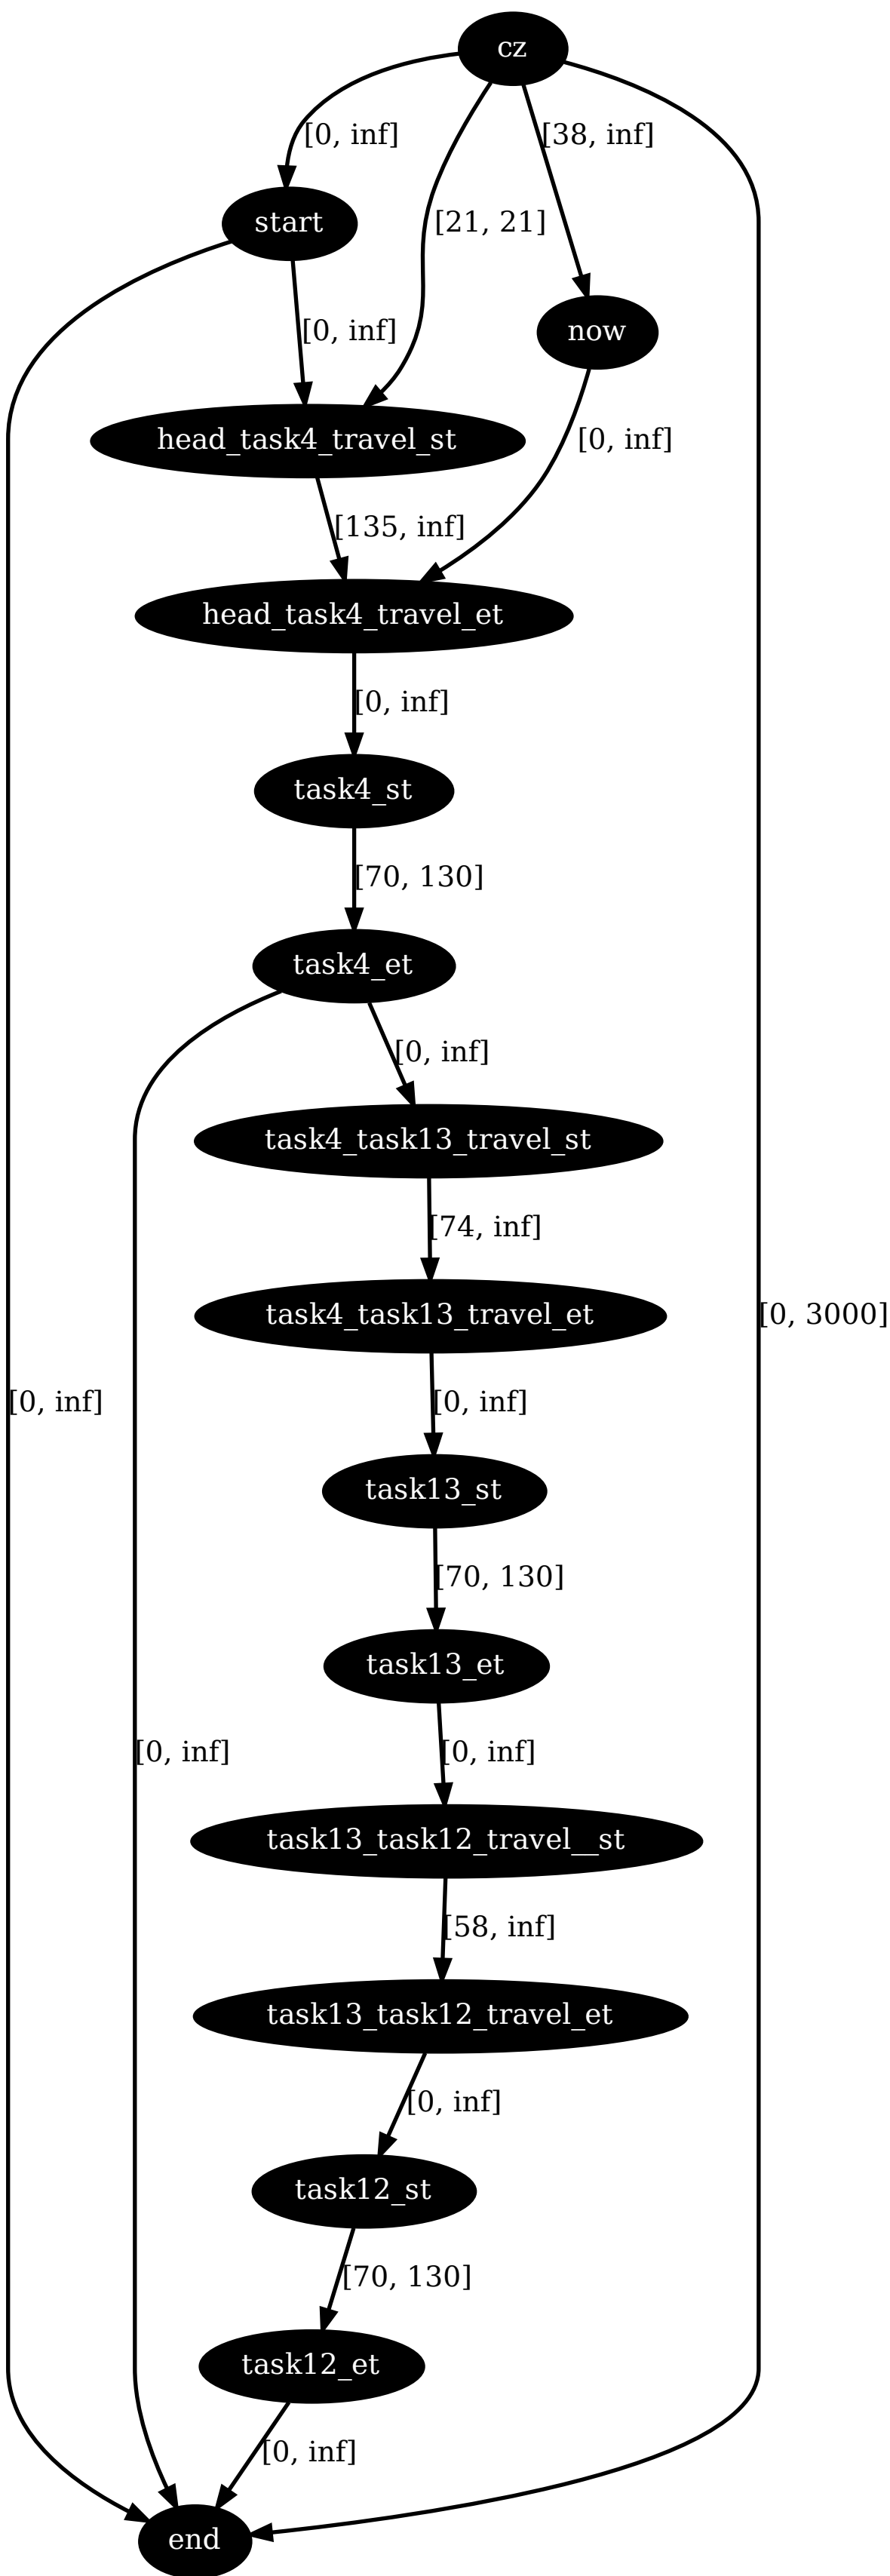 cz
[0, inf]
[38, inf]
start
[21, 21]
now
[0, inf]
head_task4_travel_st
[0, inf]
[135, inf]
head_task4_travel_et
[0, inf]
task4_st
[70, 130]
task4_et
[0, inf]
task4_task13_travel_st
[74, inf]
task4_task13_travel_et
[0, 3000]
[0, inf]
[0, inf]
task13_st
[70, 130]
task13_et
[0, inf]
[0, inf]
task13_task12_travel__st
[58, inf]
task13_task12_travel_et
[0, inf]
task12_st
[70, 130]
task12_et
[0, inf]
end